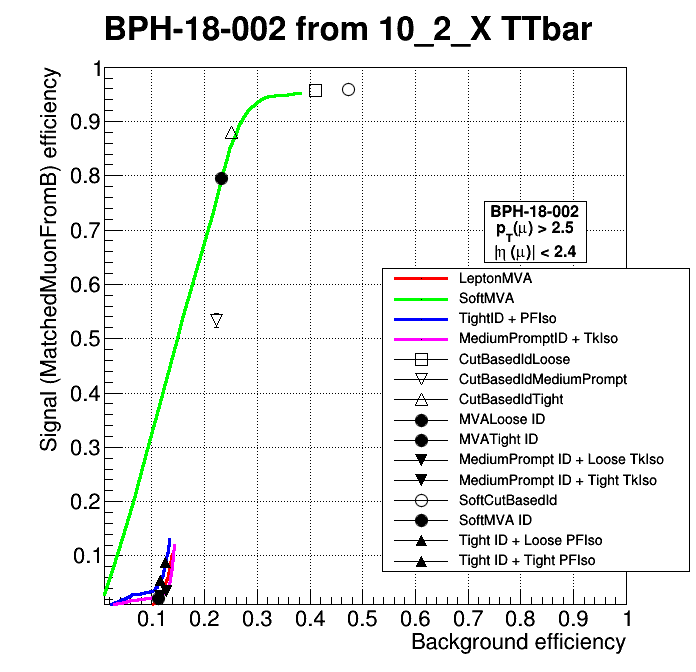 BPH-18-002 from 10_2_X TTbar
Signal (MatchedMuonFromB) efficiency
1
0.9
0.8
0.7
0.6
0.5
0.4
0.3
0.2
0.1
BPH-18-002
pT(μ) > 2.5
|η (μ)| < 2.4
LeptonMVA
SoftMVA
TightID + PFIso
MediumPromptID + TkIso
CutBasedIdLoose
CutBasedIdMediumPrompt
CutBasedIdTight
MVALoose ID
MVATight ID
MediumPrompt ID + Loose TkIso
MediumPrompt ID + Tight TkIso
SoftCutBasedId
SoftMVA ID
Tight ID + Loose PFIso
Tight ID + Tight PFIso
0.1 0.2 0.3 0.4 0.5 0.6 0.7 0.8 0.9 1
Background efficiency